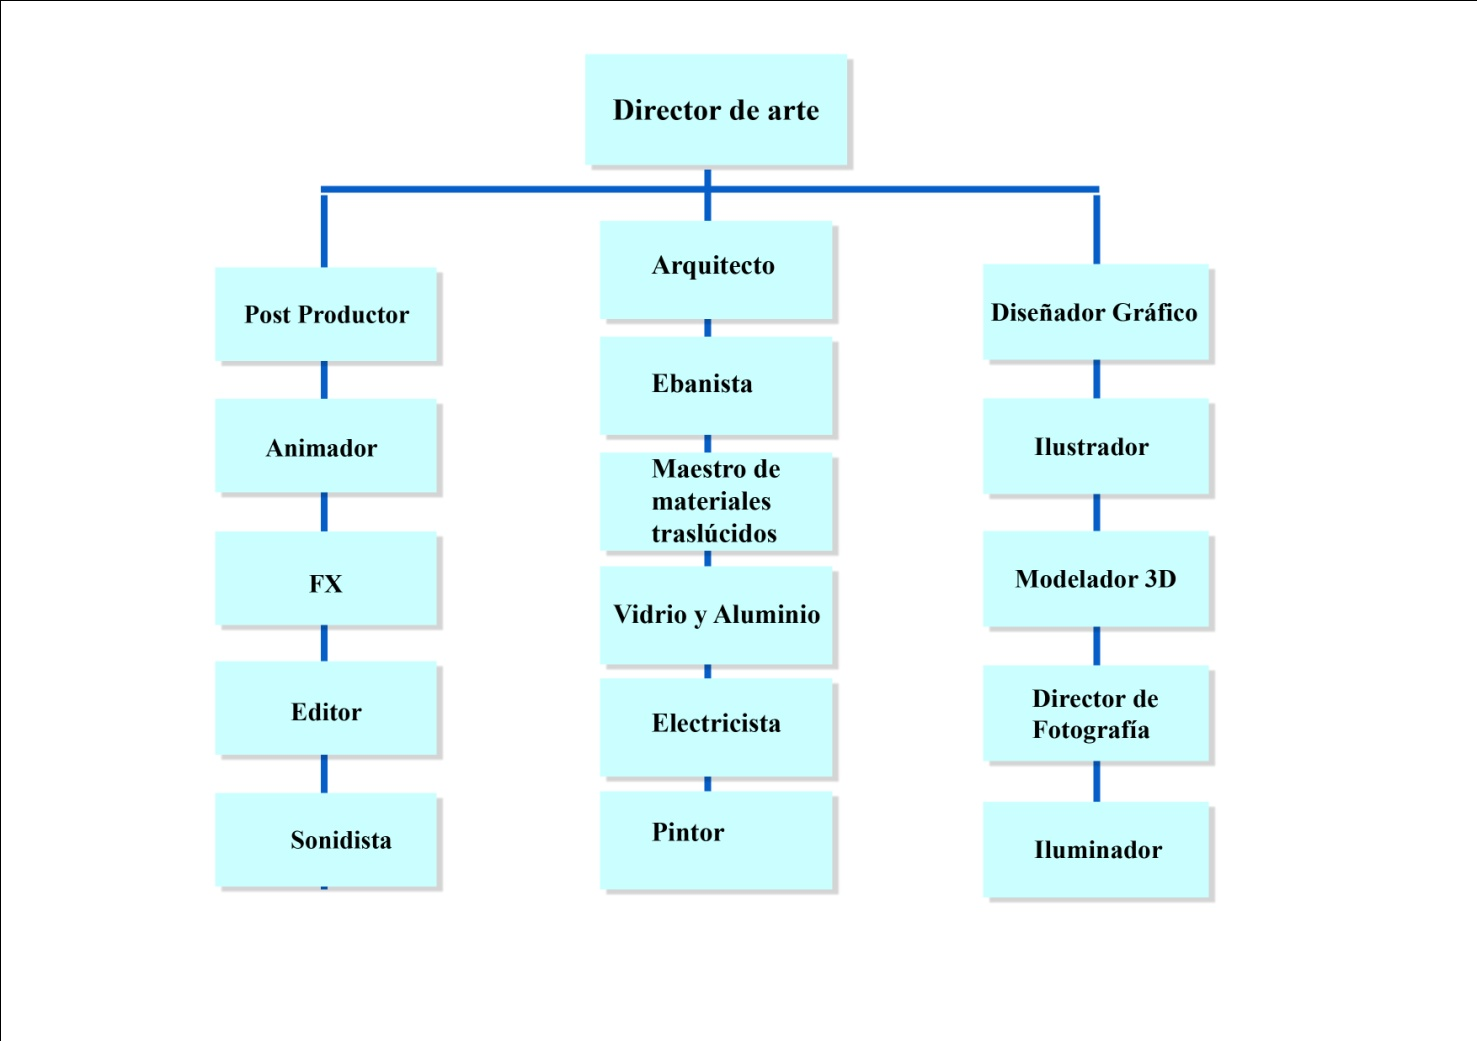 Director de arte
Post Productor
Animador
FX
Editor
Sonidista
Arquitecto
Ebanista
Maestro de
materiales
traslúcidos
Vidrio y Aluminio
Electricista
Pintor
Diseñador Gráfico
Ilustrador
Modelador 3D
Director de
Fotografía
Iluminador